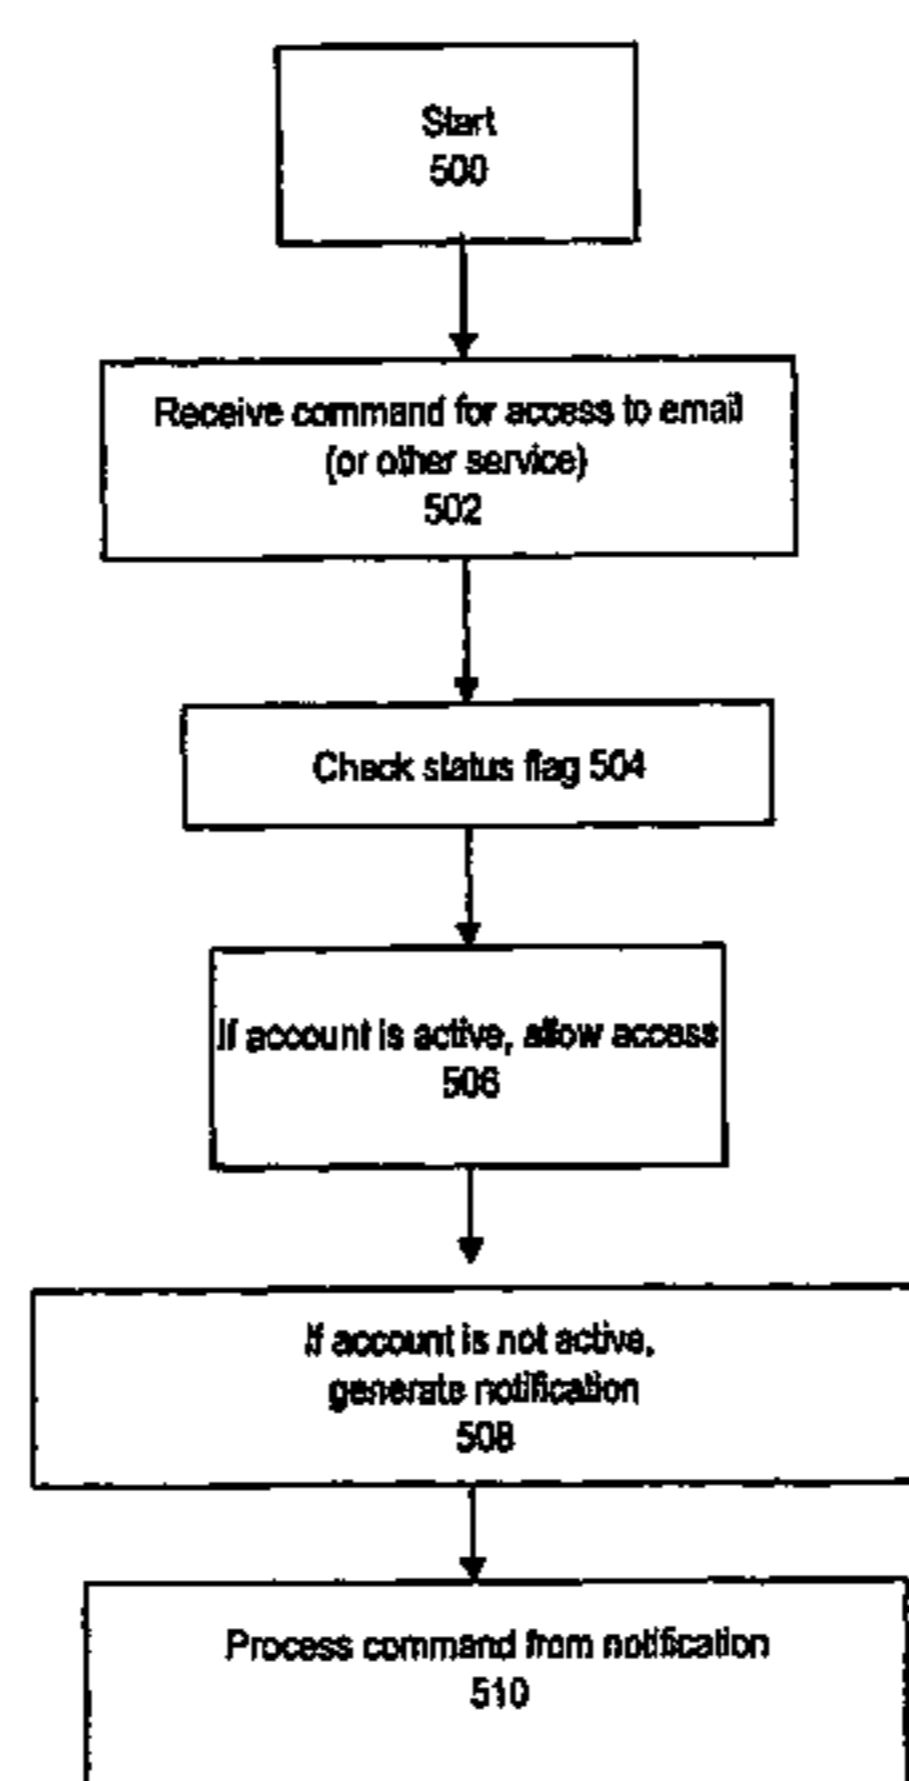 Start
500
Receive command for access to email
(or other service)
502
Check status flag 504
If account is active, allow access
506
If account is not active,
generate notification
508
Process command from notification
510